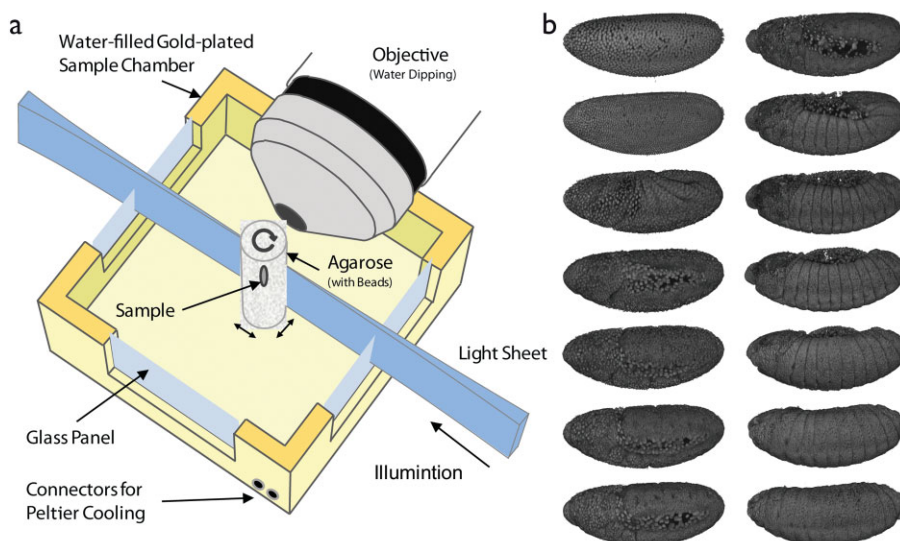 a
Water-filled Gold-plated
Sample Chamber
Objective
(Water Dipping)
Agarose
(with Beads)
Sample
Light Sheet
Glass Panel
Illumintion
Connectors for
Peltier Cooling
b